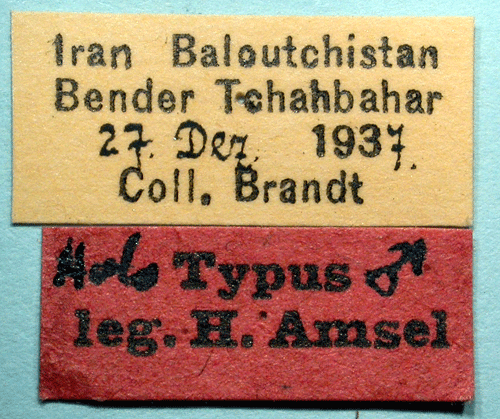 Iran Baloutchistan
Bender Tchahbahar
27. Dez. 1937.
Coll. Brandt
Holo Typus ♂
leg. H. Amsel